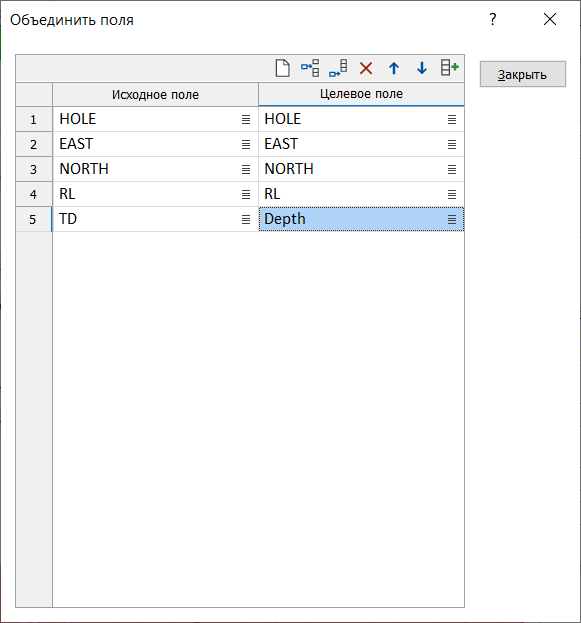 Объединить поля ?
Закрыть
Исходное поле Целевое поле
1 HOLE HOLE
2 EAST EAST
3 NORTH NORTH
4 RL RL
5 TD Depth